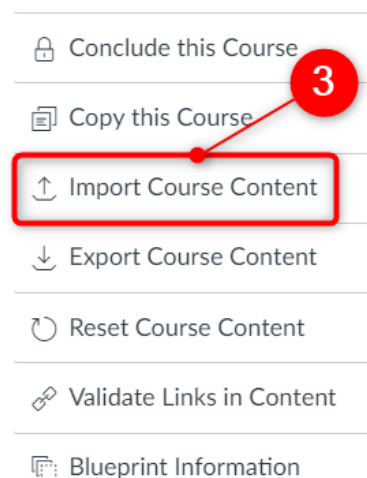 Conclude this Course
3
Copy this Course
Import Course Content
Export Course Content
Reset Course Content
Validate Links in Content
Blueprint Information